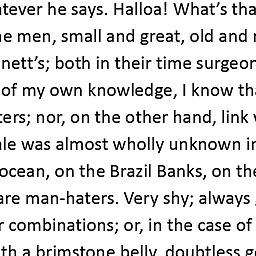 atever he says. Halloa! What's tha
e men, small and great, old and
nett's; both in their time surgeon
of my own knowledge, I know tha
ters; nor, on the other hand, link
ale was almost wholly unknown in
ocean, on the Brazil Banks, on the
are man-haters. Very shy; always
r combinations; or, in the case of
th a brimstone belly, doubtless g